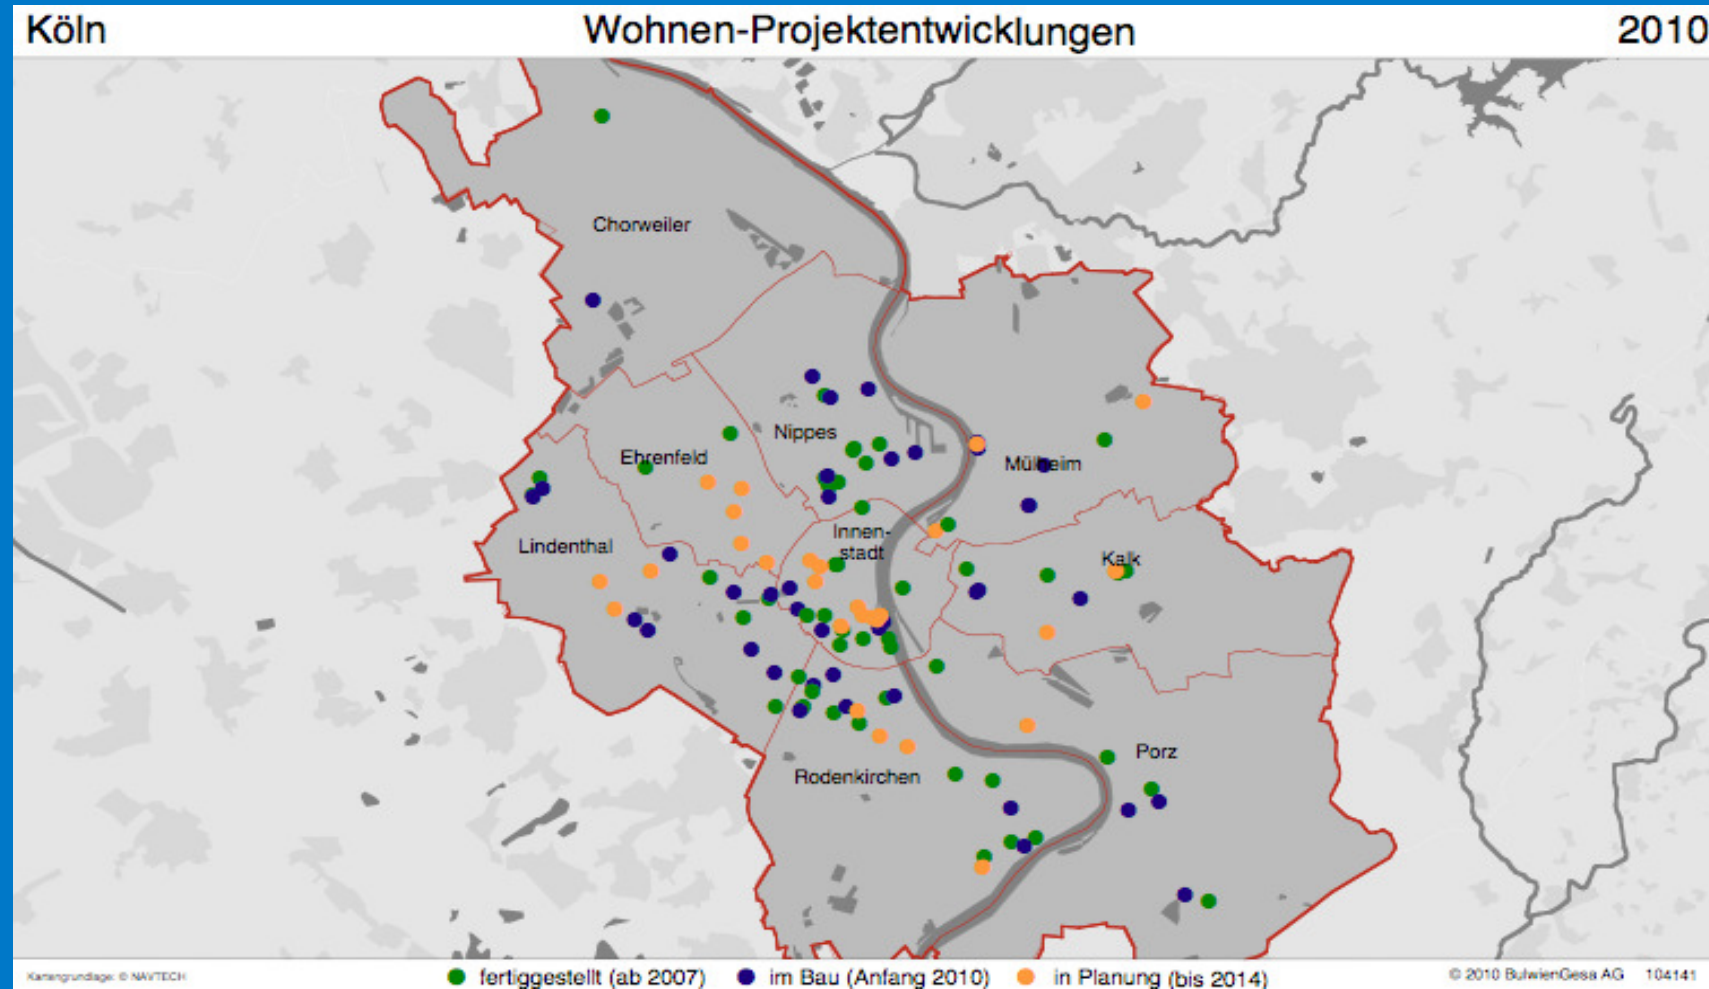 Köln Wohnen-Projektentwicklungen 2010
Chorweiler
Nippes
Ehrenfeld
Mülheim
Innen-
stadt
Lindenthal
Kalk
Porz
Rodenkirchen
Kartengrundlage: © NAVTECH fertiggestellt (ab 2007) im Bau (Anfang 2010) in Planung (bis 2014) © 2010 BulwienGesa AG 104141